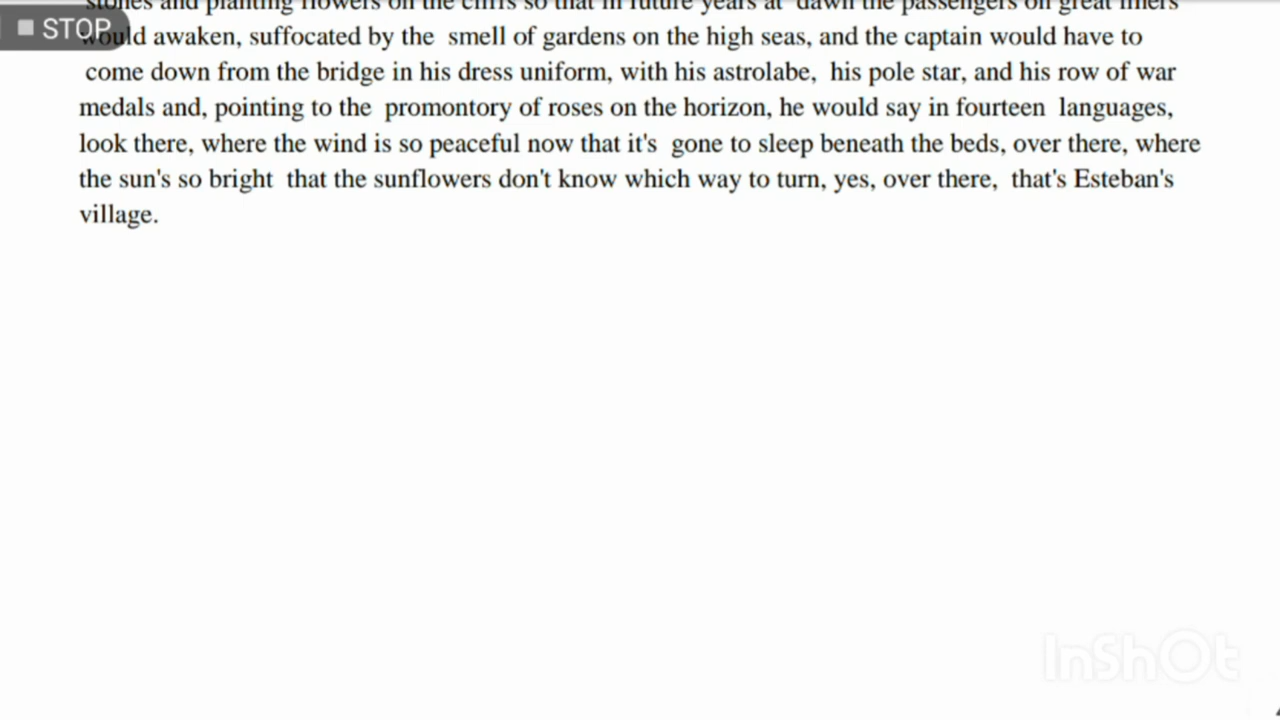 stones and planting flowers on the cliffs so that in future years at dawn the passengers on great liners
STOP
would awaken, suffocated by the smell of gardens on the high seas, and the captain would have to
come down from the bridge in his dress uniform, with his astrolabe, his pole star, and his row of war
medals and, pointing to the promontory of roses on the horizon, he would say in fourteen languages,
look there, where the wind is so peaceful now that it's gone to sleep beneath the beds, over there, where
the sun's so bright that the sunflowers don't know which way to turn, yes, over there, that's Esteban's
village.
InShOt